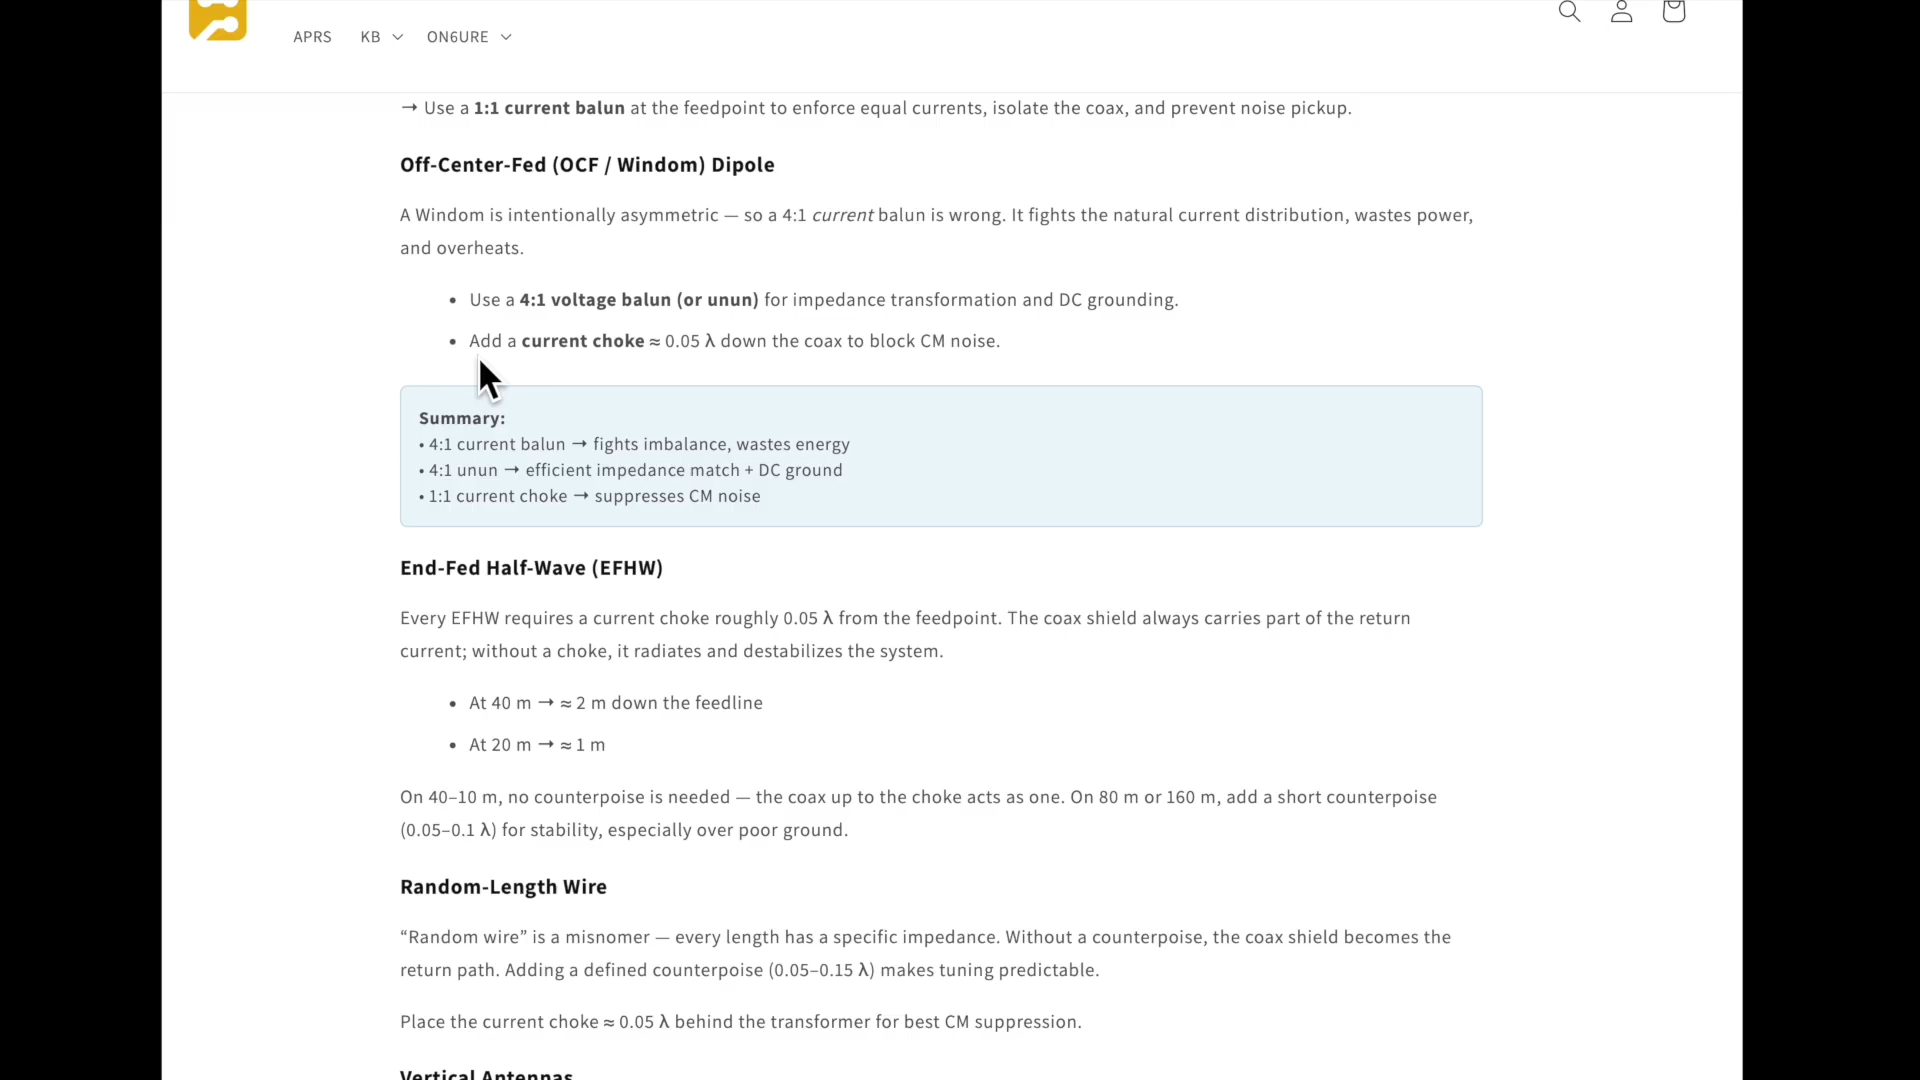 APRS KB ON6URE
→ Use a 1:1 current balun at the feedpoint to enforce equal currents, isolate the coax, and prevent noise pickup.
Off-Center-Fed (OCF / Windom) Dipole
A Windom is intentionally asymmetric — so a 4:1 current balun is wrong. It fights the natural current distribution, wastes power,
and overheats.
• Use a 4:1 voltage balun (or unun) for impedance transformation and DC grounding.
• Add a current choke ≈ 0.05 λ down the coax to block CM noise.
Summary:
• 4:1 current balun → fights imbalance, wastes energy
• 4:1 unun → efficient impedance match + DC ground
• 1:1 current choke → suppresses CM noise
End-Fed Half-Wave (EFHW)
Every EFHW requires a current choke roughly 0.05 λ from the feedpoint. The coax shield always carries part of the return
current; without a choke, it radiates and destabilizes the system.
• At 40 m → ≈ 2 m down the feedline
• At 20 m → ≈ 1 m
On 40–10 m, no counterpoise is needed — the coax up to the choke acts as one. On 80 m or 160 m, add a short counterpoise
(0.05–0.1 λ) for stability, especially over poor ground.
Random-Length Wire
“Random wire” is a misnomer — every length has a specific impedance. Without a counterpoise, the coax shield becomes the
return path. Adding a defined counterpoise (0.05–0.15 λ) makes tuning predictable.
Place the current choke ≈ 0.05 λ behind the transformer for best CM suppression.
Vertical Antennas